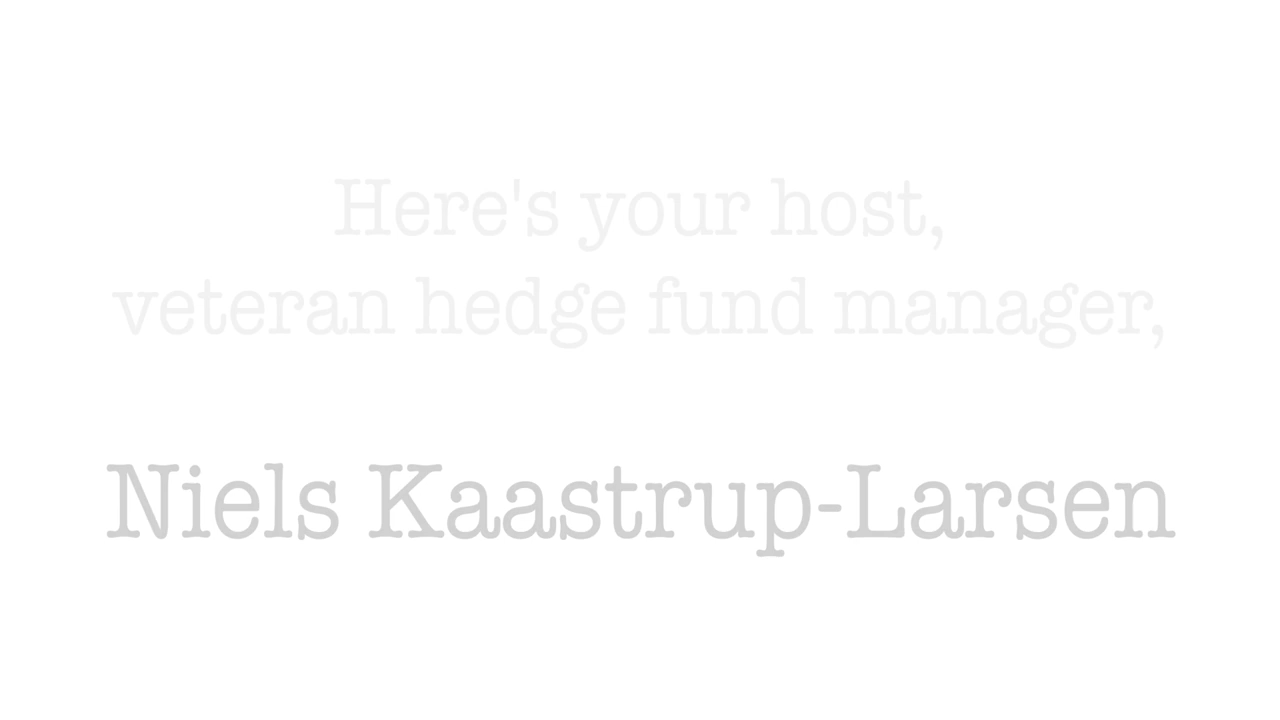 Here's your host,
veteran hedge fund manager,
Niels Kaastrup-Larsen